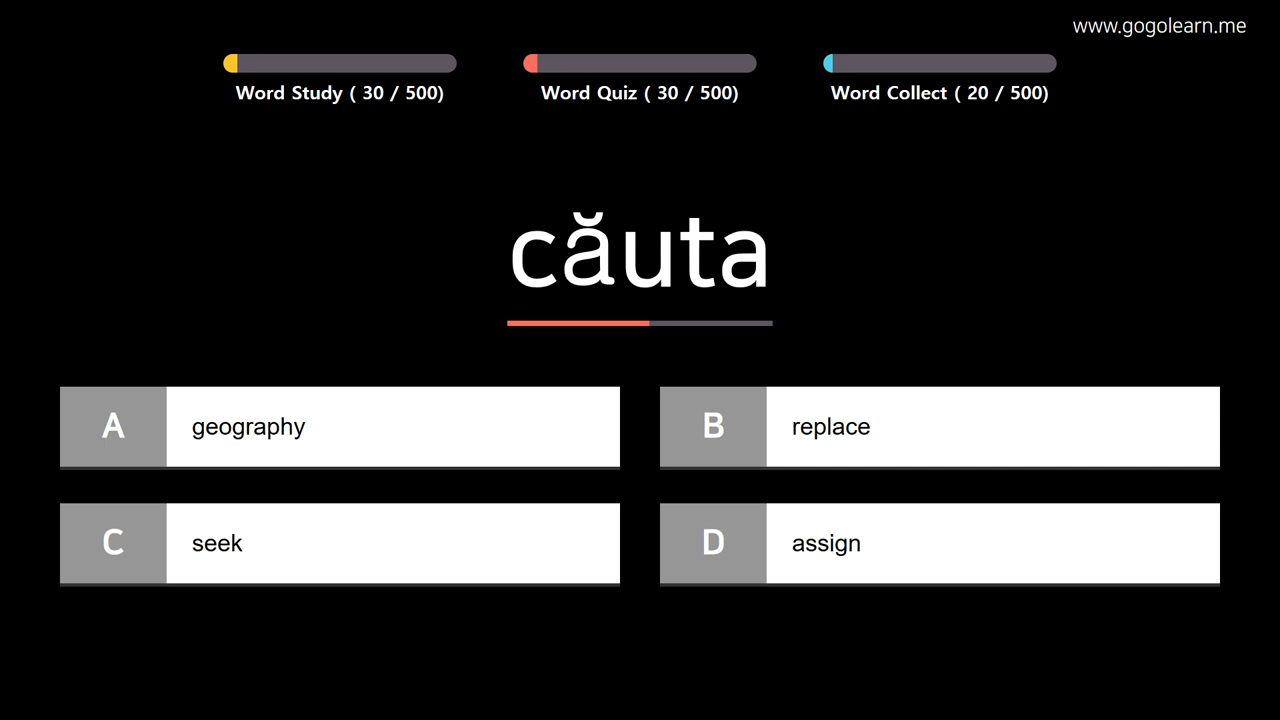 www.gogolearn.me
Word Study ( 30 / 500)
Word Quiz ( 30 / 500)
Word Collect ( 20 / 500)
căuta
A geography
B replace
C seek
D assign